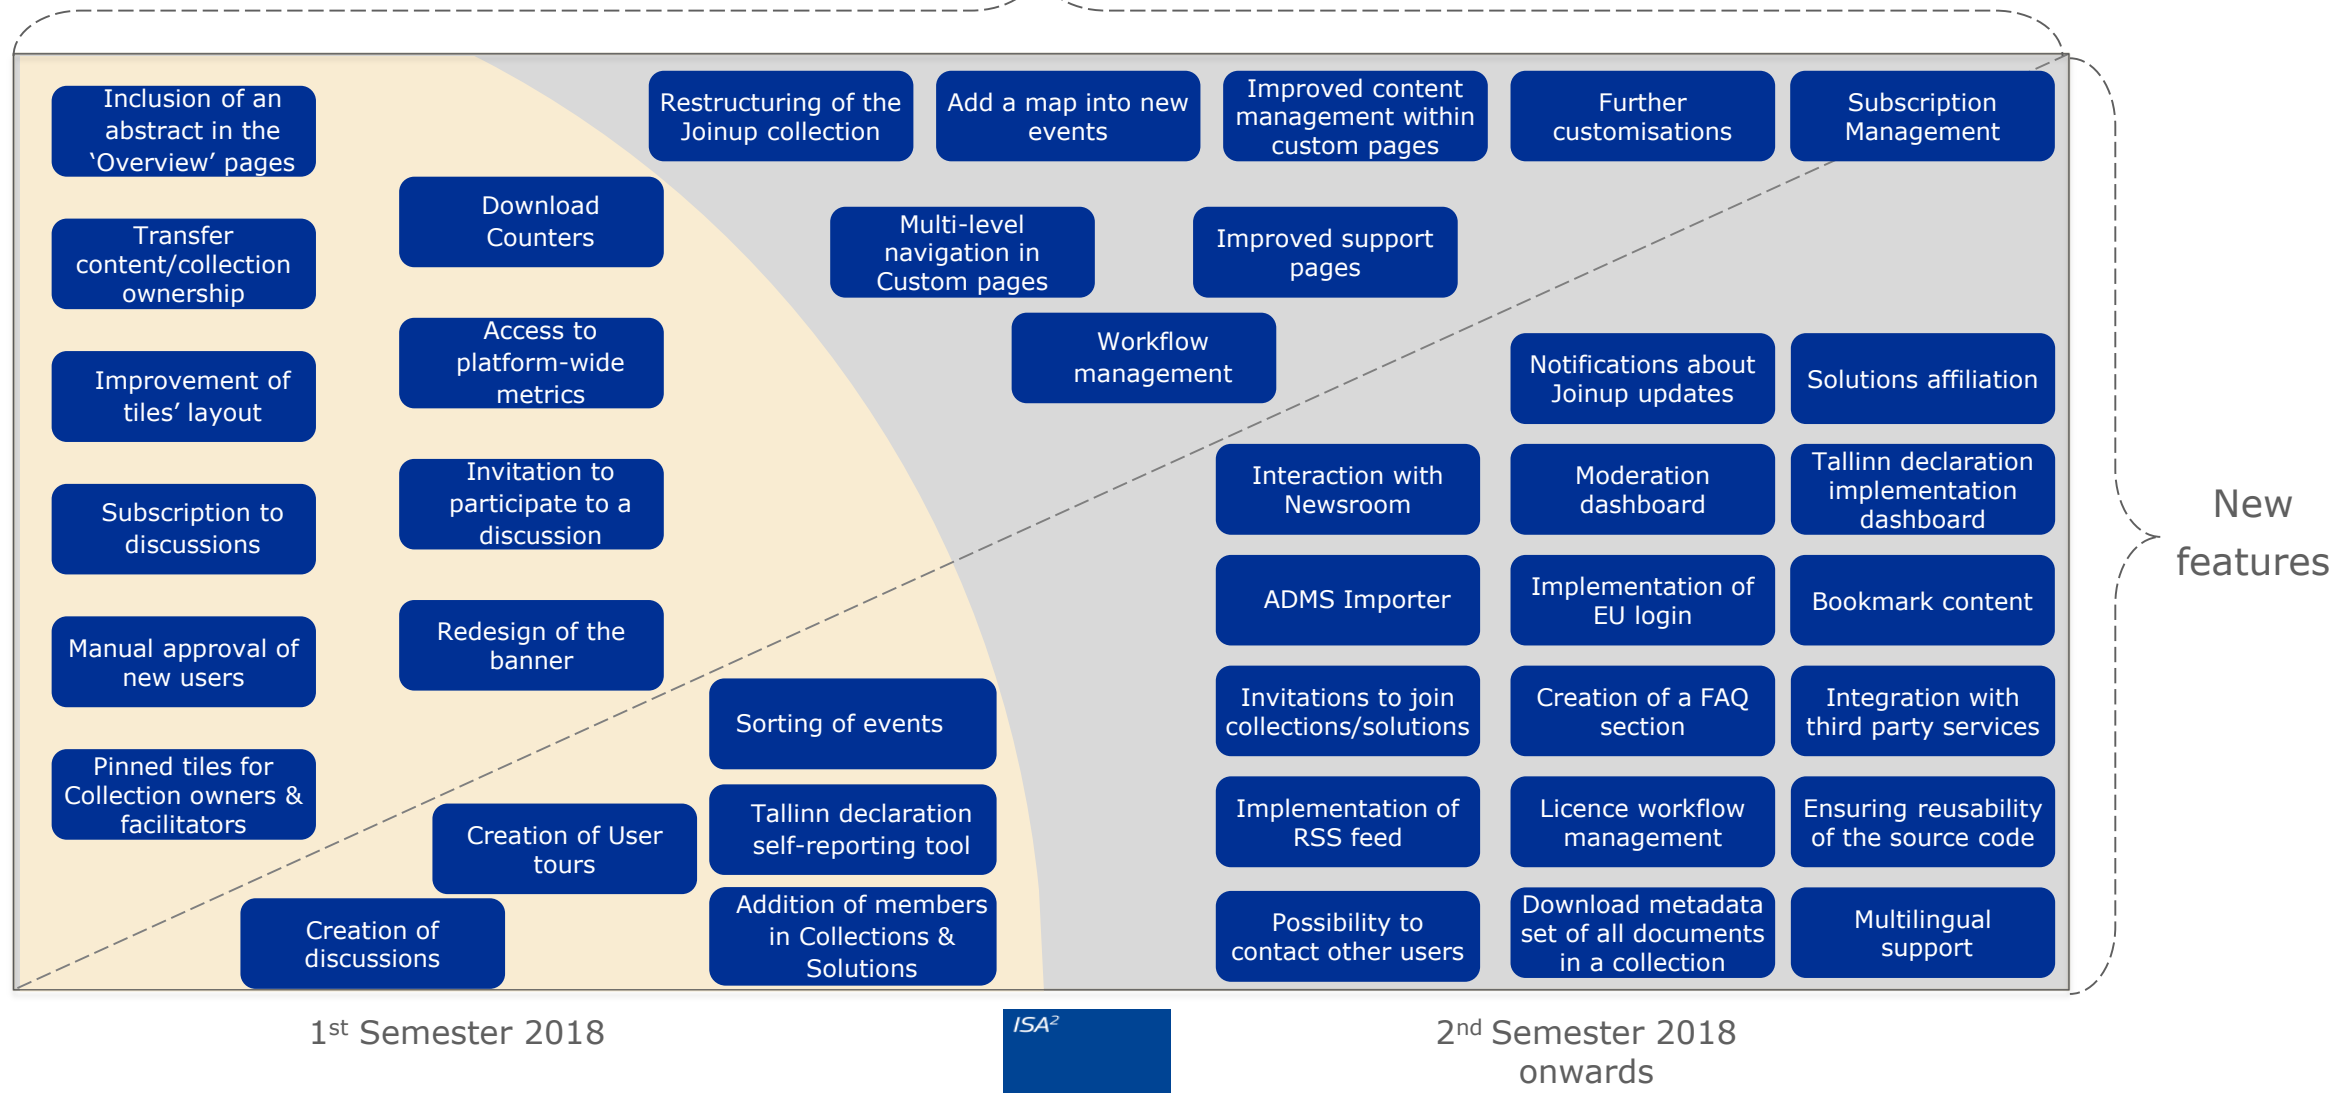 Inclusion of an
abstract in the
‘Overview’ pages
Transfer
content/collection
ownership
Improvement of
tiles’ layout
Subscription to
discussions
Manual approval of
new users
Pinned tiles for
Collection owners &
facilitators
Download
Counters
Access to
platform-wide
metrics
Invitation to
participate to a
discussion
Redesign of the
banner
Restructuring of the
Joinup collection
Add a map into new
events
Improved content
management within
custom pages
Further
customisations
Subscription
Management
Multi-level
navigation in
Custom pages
Improved support
pages
Workflow
management
Sorting of events
Creation of User
tours
Tallinn declaration
self-reporting tool
Creation of
discussions
Addition of members
in Collections &
Solutions
Notifications about
Joinup updates
Solutions affiliation
Interaction with
Newsroom
Moderation
dashboard
Tallinn declaration
implementation
dashboard
ADMS Importer
Implementation of
EU login
Bookmark content
Invitations to join
collections/solutions
Creation of a FAQ
section
Integration with
third party services
Implementation of
RSS feed
Licence workflow
management
Ensuring reusability
of the source code
Possibility to
contact other users
Download metadata
set of all documents
in a collection
Multilingual
support
New
features
1st Semester 2018
ISA²
2nd Semester 2018
onwards